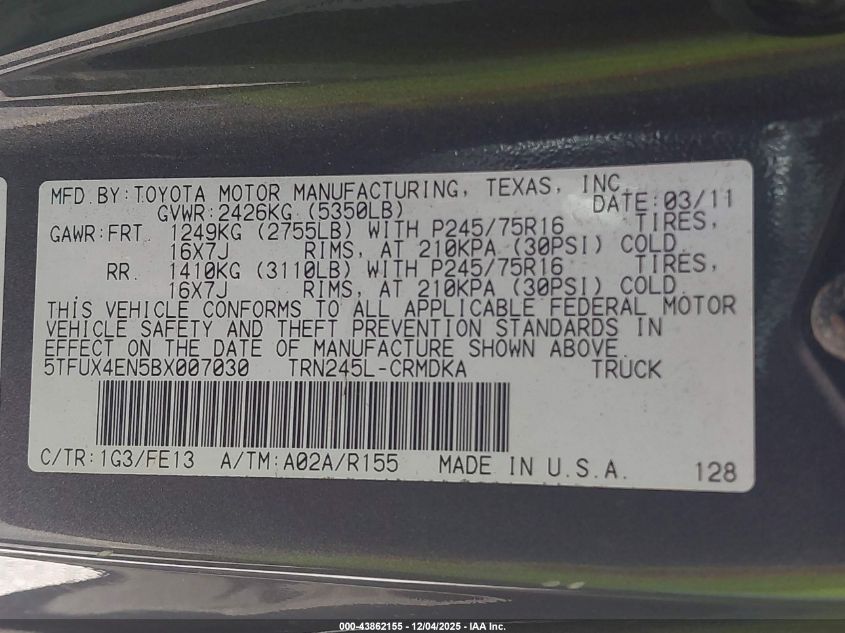 MFD.BY:TOYOTA MOTOR MANUFACTURING, TEXAS, INC.
GVWR:2426KG (5350LB) DATE:03/11
GAWR:FRT. 1249KG (2755LB) WITH P245/75R16 TIRES,
16X7J RIMS, AT 210KPA (30PSI) COLD.
RR. 1410KG (3110LB) WITH P245/75R16 TIRES,
16X7J RIMS, AT 210KPA (30PSI) COLD.
THIS VEHICLE CONFORMS TO ALL APPLICABLE FEDERAL MOTOR
VEHICLE SAFETY AND THEFT PREVENTION STANDARDS IN
EFFECT ON THE DATE OF MANUFACTURE SHOWN ABOVE.
5TFUX4EN5BX007030 TRN245L-CRMDKA TRUCK
C/TR:1G3/FE13 A/TM:A02A/R155 MADE IN U.S.A. 128
000-43862155 - 12/04/2025 - IAA Inc.